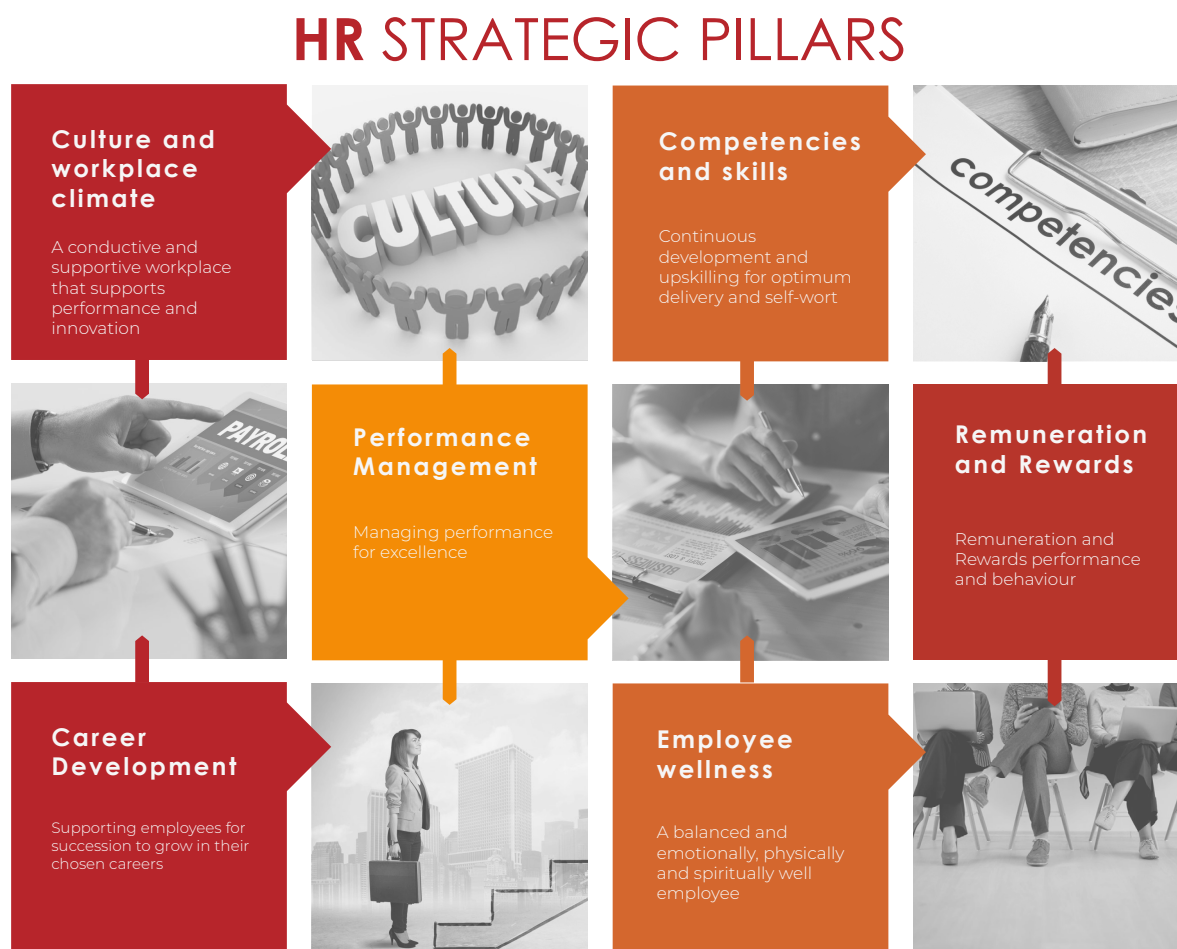 HR STRATEGIC PILLARS
Culture and
workplace
climate
A conductive and
supportive workplace
that supports
performance and
innovation
CULTURE
Competencies
and skills
Continuous
development and
upskilling for optimum
delivery and self-wort
competencies
PAYROLL
Performance
Management
Managing performance
for excellence
BUSINESS
Remuneration
and Rewards
Remuneration and
Rewards performance
and behaviour
Career
Development
Supporting employees for
succession to grow in their
chosen careers
Employee
wellness
A balanced and
emotionally, physically
and spiritually well
employee